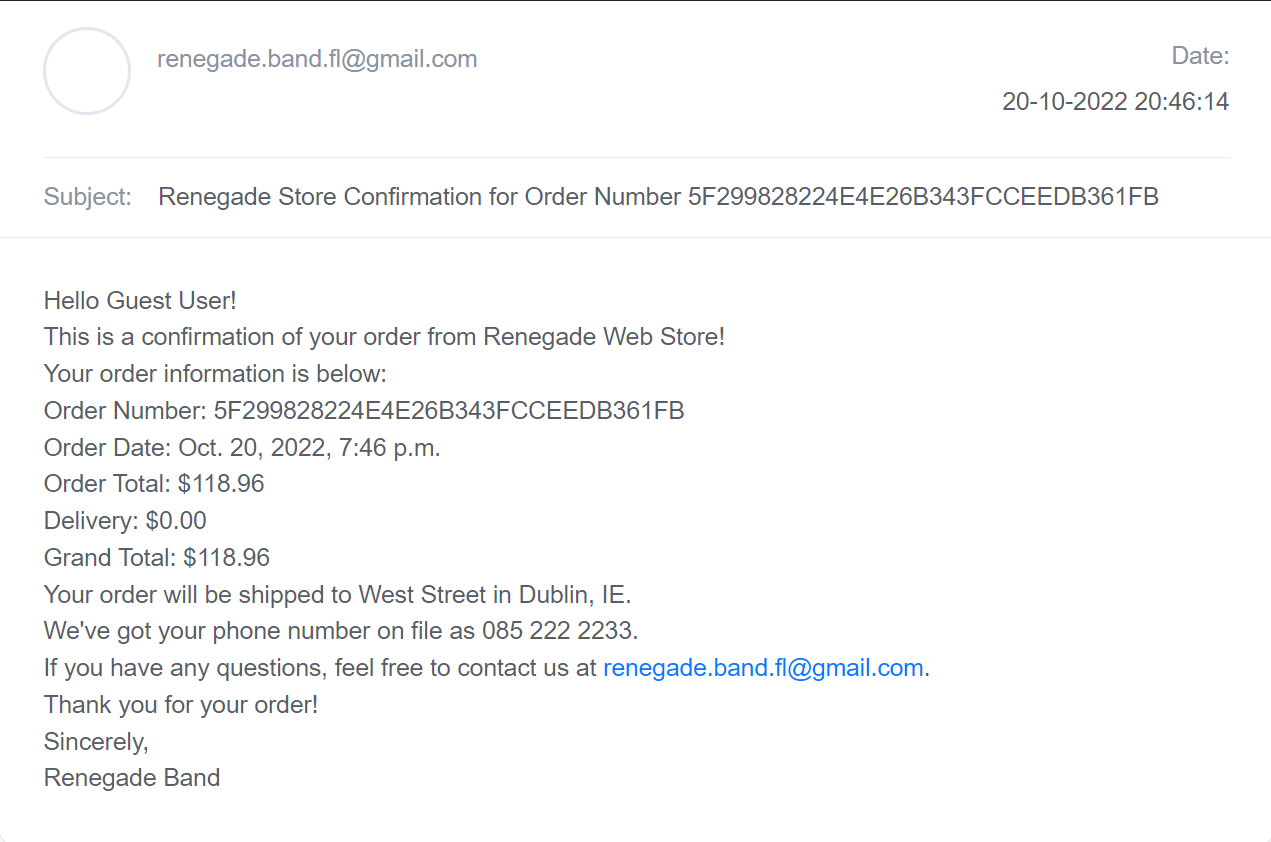 renegade.band.fl@gmail.com
Date:
20-10-2022 20:46:14
Subject: Renegade Store Confirmation for Order Number 5F299828224E4E26B343FCCEEDB361FB
Hello Guest User!
This is a confirmation of your order from Renegade Web Store!
Your order information is below:
Order Number: 5F299828224E4E26B343FCCEEDB361FB
Order Date: Oct. 20, 2022, 7:46 p.m.
Order Total: $118.96
Delivery: $0.00
Grand Total: $118.96
Your order will be shipped to West Street in Dublin, IE.
We've got your phone number on file as 085 222 2233.
If you have any questions, feel free to contact us at renegade.band.fl@gmail.com.
Thank you for your order!
Sincerely,
Renegade Band